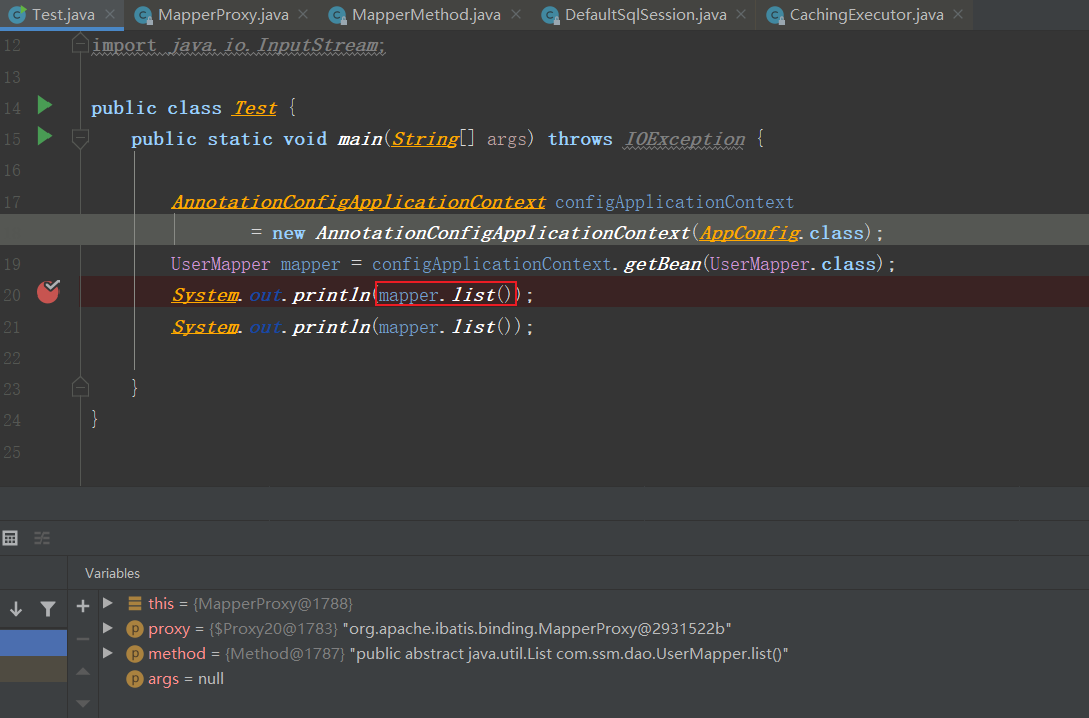 Test.java MapperProxy.java MapperMethod.java DefaultSqlSession.java CachingExecutor.java
12 import java.io.InputStream;
13
14 public class Test {
15 public static void main(String[] args) throws IOException {
16
17 AnnotationConfigApplicationContext configApplicationContext
= new AnnotationConfigApplicationContext(AppConfig.class);
19 UserMapper mapper = configApplicationContext.getBean(UserMapper.class);
20 System.out.println(mapper.list());
21 System.out.println(mapper.list());
22
23 }
24 }
25
Variables
this = {MapperProxy@1788}
proxy = {$Proxy20@1783} "org.apache.ibatis.binding.MapperProxy@2931522b"
method = {Method@1787} "public abstract java.util.List com.ssm.dao.UserMapper.list()"
args = null